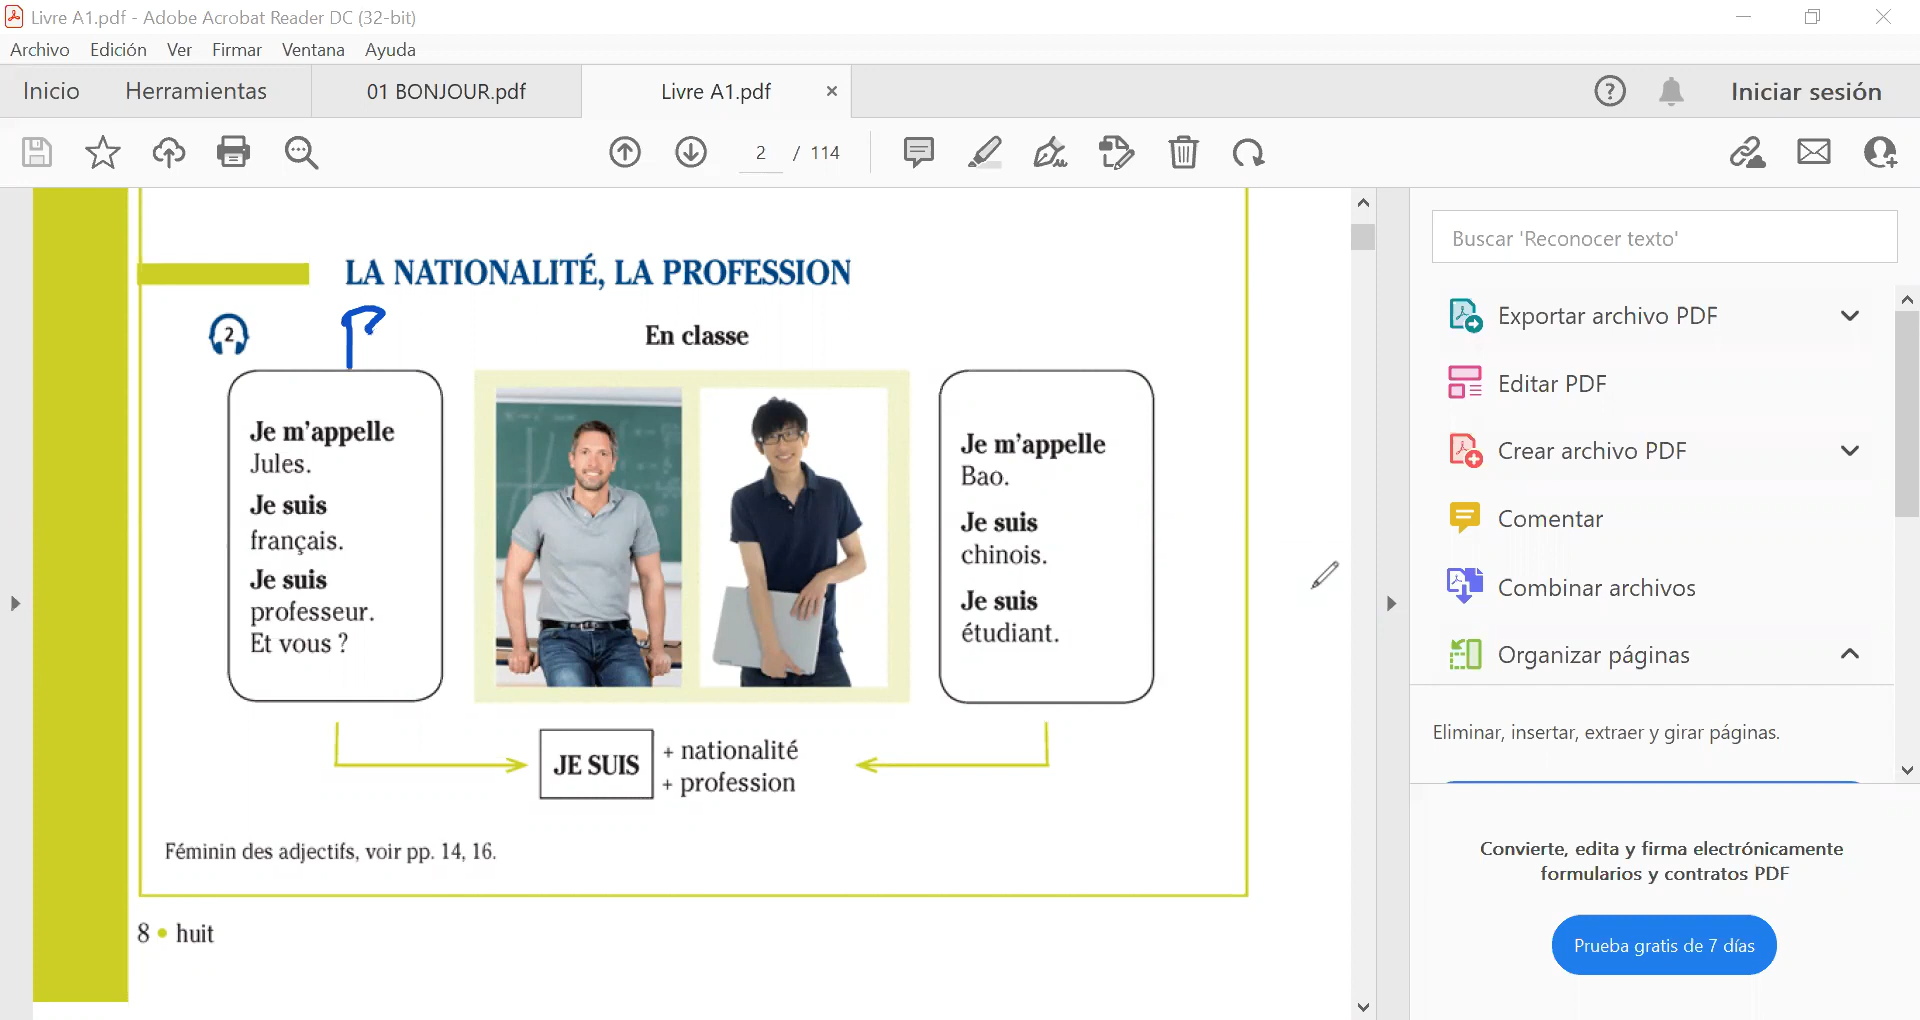 Livre A1.pdf - Adobe Acrobat Reader DC (32-bit)
Archivo Edición Ver Firmar Ventana Ayuda
Inicio Herramientas 01 BONJOUR.pdf Livre A1.pdf × ? Iniciar sesión
2 / 114
LA NATIONALITÉ, LA PROFESSION
2
En classe
Je m'appelle
Jules.
Je suis
français.
Je suis
professeur.
Et vous ?
Je m'appelle
Bao.
Je suis
chinois.
Je suis
étudiant.
JE SUIS
+ nationalité
+ profession
Féminin des adjectifs, voir pp. 14, 16.
8 • huit
Buscar 'Reconocer texto'
Exportar archivo PDF
Editar PDF
Crear archivo PDF
Comentar
Combinar archivos
Organizar páginas
Eliminar, insertar, extraer y girar páginas.
Convierte, edita y firma electrónicamente
formularios y contratos PDF
Prueba gratis de 7 días